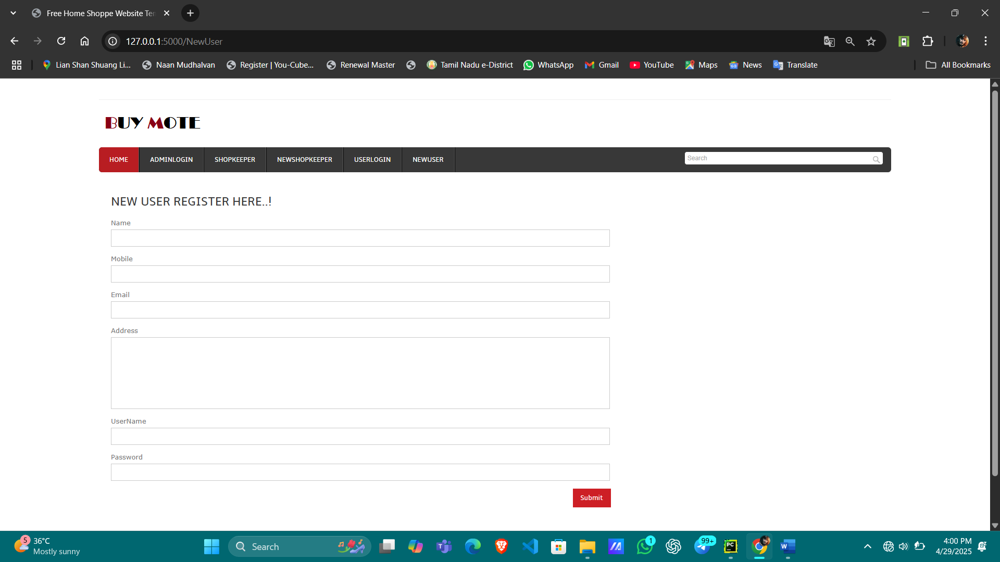 Free Home Shoppe Website Ten
127.0.0.1:5000/NewUser
Lian Shan Shuang Li... Naan Mudhalvan Register | You-Cube... Renewal Master Tamil Nadu e-District WhatsApp Gmail YouTube Maps News Translate All Bookmarks
BUY MOTE
HOME ADMINLOGIN SHOPKEEPER NEWSHOPKEEPER USERLOGIN NEWUSER Search
NEW USER REGISTER HERE..!
Name
Mobile
Email
Address
UserName
Password
Submit
5 36°C
Mostly sunny
Search
1
99+
PC
4:00 PM
4/29/2025